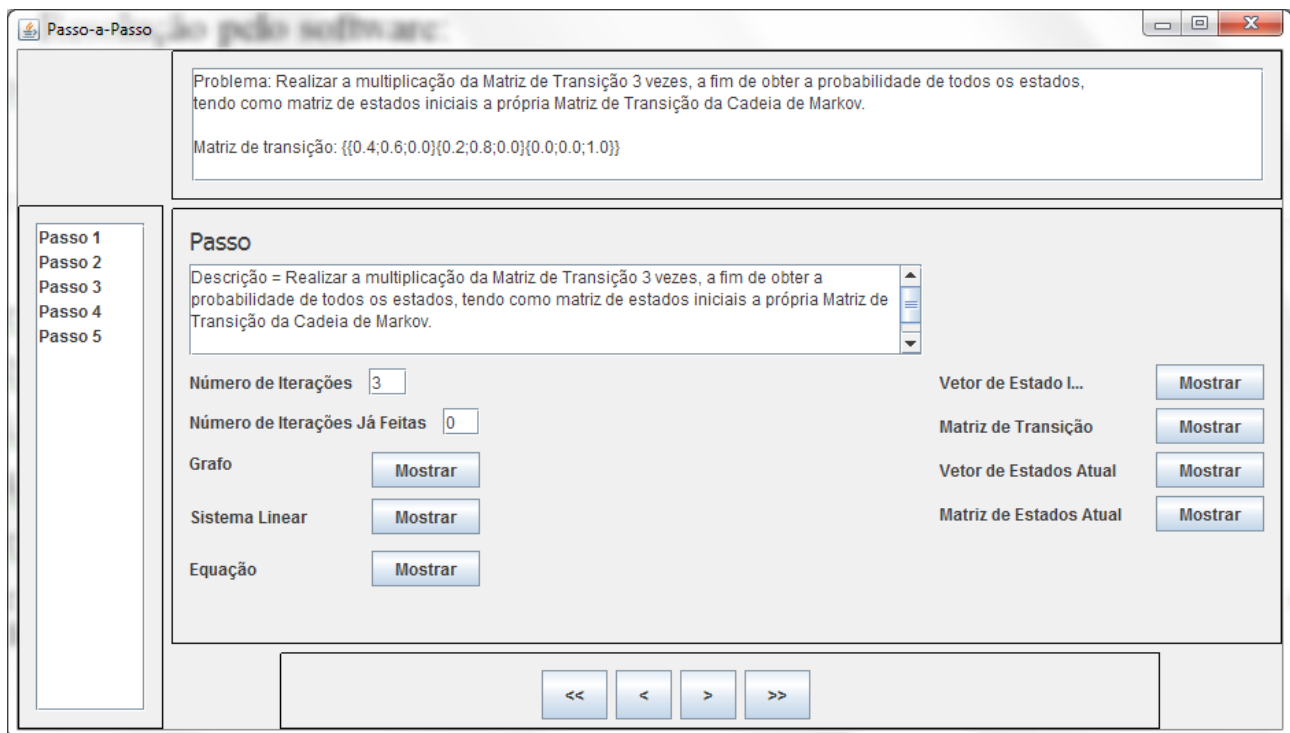 Passo-a-Passo
pelo software:
Problema: Realizar a multiplicação da Matriz de Transição 3 vezes, a fim de obter a probabilidade de todos os estados,
tendo como matriz de estados iniciais a própria Matriz de Transição da Cadeia de Markov.
Matriz de transição: {{0.4;0.6;0.0}{0.2;0.8;0.0}{0.0;0.0;1.0}}
Passo 1
Passo 2
Passo 3
Passo 4
Passo 5
Passo
Descrição = Realizar a multiplicação da Matriz de Transição 3 vezes, a fim de obter a
probabilidade de todos os estados, tendo como matriz de estados iniciais a própria Matriz de
Transição da Cadeia de Markov.
Número de Iterações 3
Número de Iterações Já Feitas 0
Grafo Mostrar
Sistema Linear Mostrar
Equação Mostrar
Vetor de Estado I... Mostrar
Matriz de Transição Mostrar
Vetor de Estados Atual Mostrar
Matriz de Estados Atual Mostrar
<< < > >>